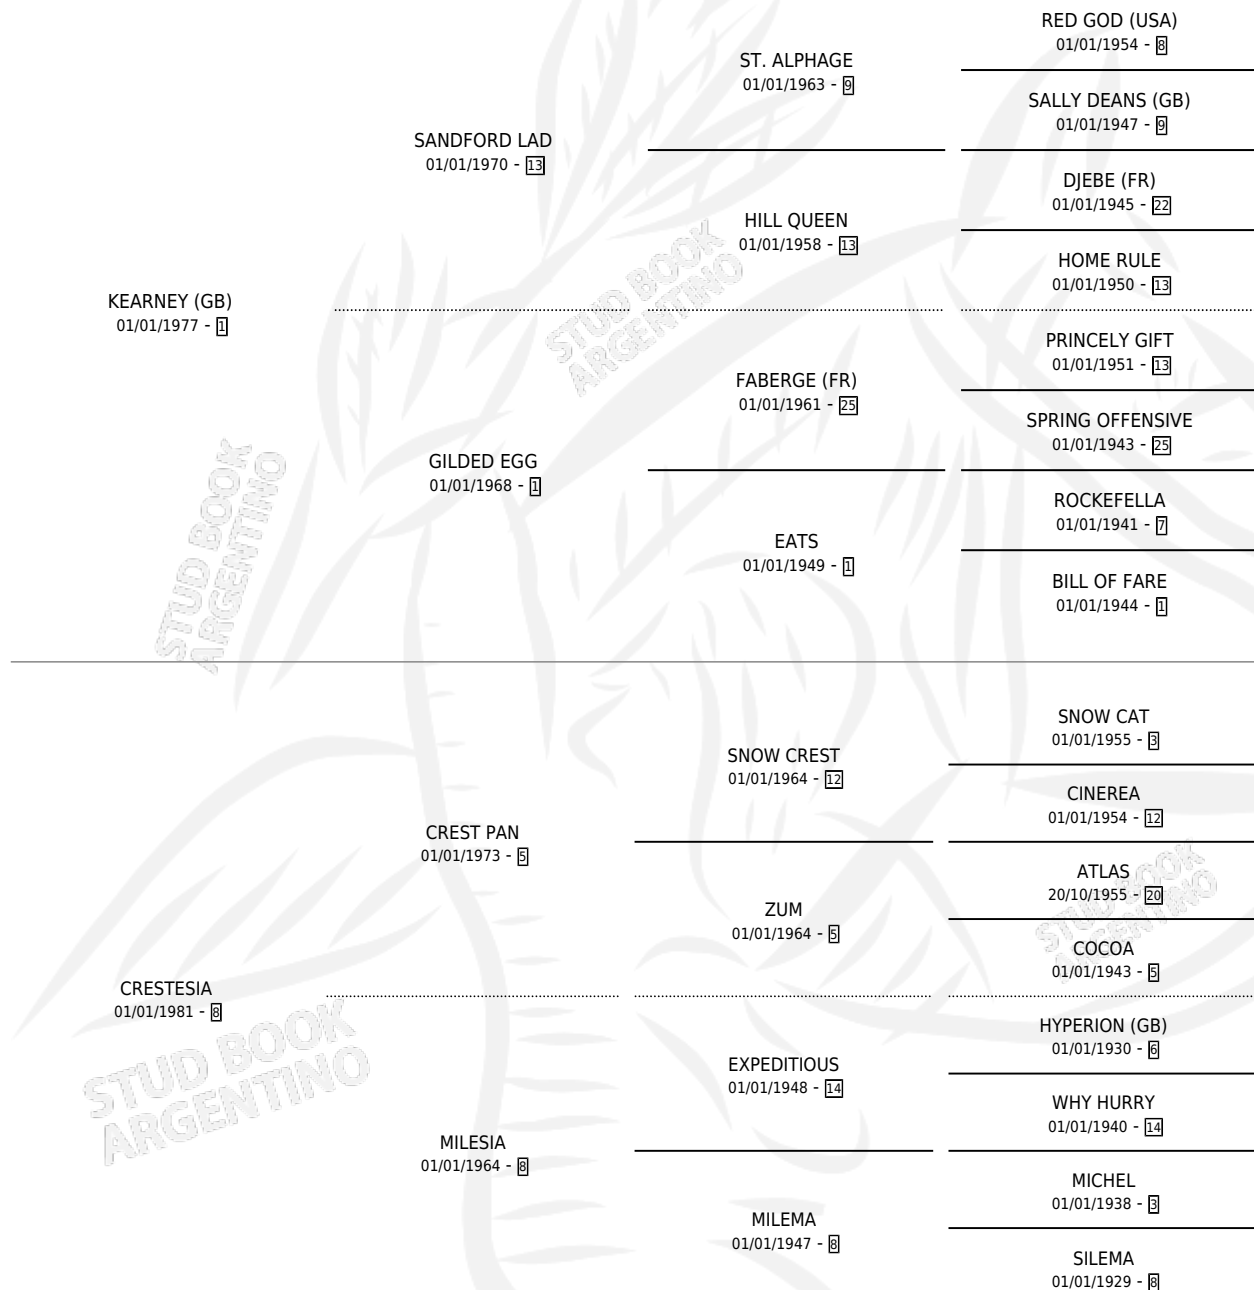 RED GOD (USA)
01/01/1954 - 8
ST. ALPHAGE
01/01/1963 - 9
SALLY DEANS (GB)
01/01/1947 - 9
SANDFORD LAD
01/01/1970 - 13
DJEBE (FR)
01/01/1945 - 22
HILL QUEEN
01/01/1958 - 13
HOME RULE
01/01/1950 - 13
KEARNEY (GB)
01/01/1977 - 1
PRINCELY GIFT
01/01/1951 - 13
FABERGE (FR)
01/01/1961 - 25
SPRING OFFENSIVE
01/01/1943 - 25
GILDED EGG
01/01/1968 - 1
ROCKEFELLA
01/01/1941 - 7
EATS
01/01/1949 - 1
BILL OF FARE
01/01/1944 - 1
SNOW CAT
01/01/1955 - 3
SNOW CREST
01/01/1964 - 12
CINEREA
01/01/1954 - 12
CREST PAN
01/01/1973 - 5
ATLAS
20/10/1955 - 20
ZUM
01/01/1964 - 5
COCOA
01/01/1943 - 5
CRESTESIA
01/01/1981 - 8
HYPERION (GB)
01/01/1930 - 6
EXPEDITIOUS
01/01/1948 - 14
WHY HURRY
01/01/1940 - 14
MILESIA
01/01/1964 - 8
MICHEL
01/01/1938 - 3
MILEMA
01/01/1947 - 8
SILEMA
01/01/1929 - 8
STUD BOOK
ARGENTINO
STUD BOOK
ARGENTINO
STUD BOOK
ARGENTINO
STUD BOOK
ARGENTINO